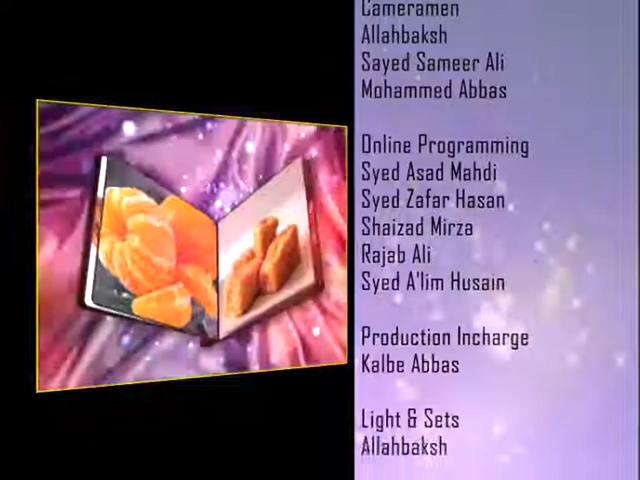 Cameramen
Allahbaksh
Sayed Sameer Ali
Mohammed Abbas
Online Programming
Syed Asad Mahdi
Syed Zafar Hasan
Shaizad Mirza
Rajab Ali
Syed A'lim Husain
Production Incharge
Kalbe Abbas
Light & Sets
Allahbaksh